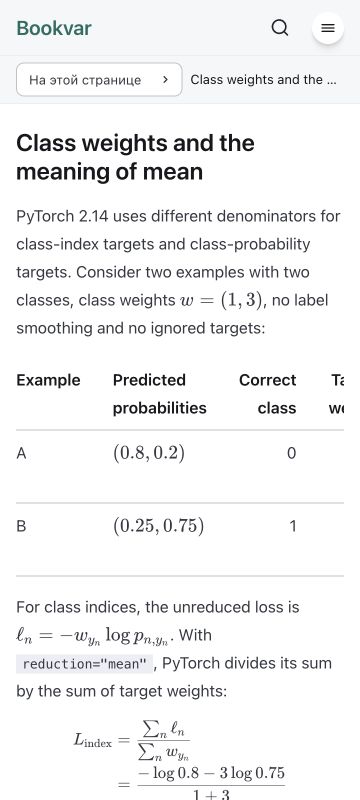 Bookvar
На этой странице
Class weights and the ...
Class weights and the
meaning of mean
PyTorch 2.14 uses different denominators for
class-index targets and class-probability
targets. Consider two examples with two
classes, class weights w = (1, 3), no label
smoothing and no ignored targets:
Example Predicted Correct Ta
probabilities class we
A (0.8, 0.2) 0
B (0.25, 0.75) 1
For class indices, the unreduced loss is
ℓ_n = −w_{y_n} log p_{n,y_n}. With
reduction="mean", PyTorch divides its sum
by the sum of target weights:
L_index = ∑_n ℓ_n / ∑_n w_{y_n}
= (−log 0.8 − 3 log 0.75) / (1 + 3)